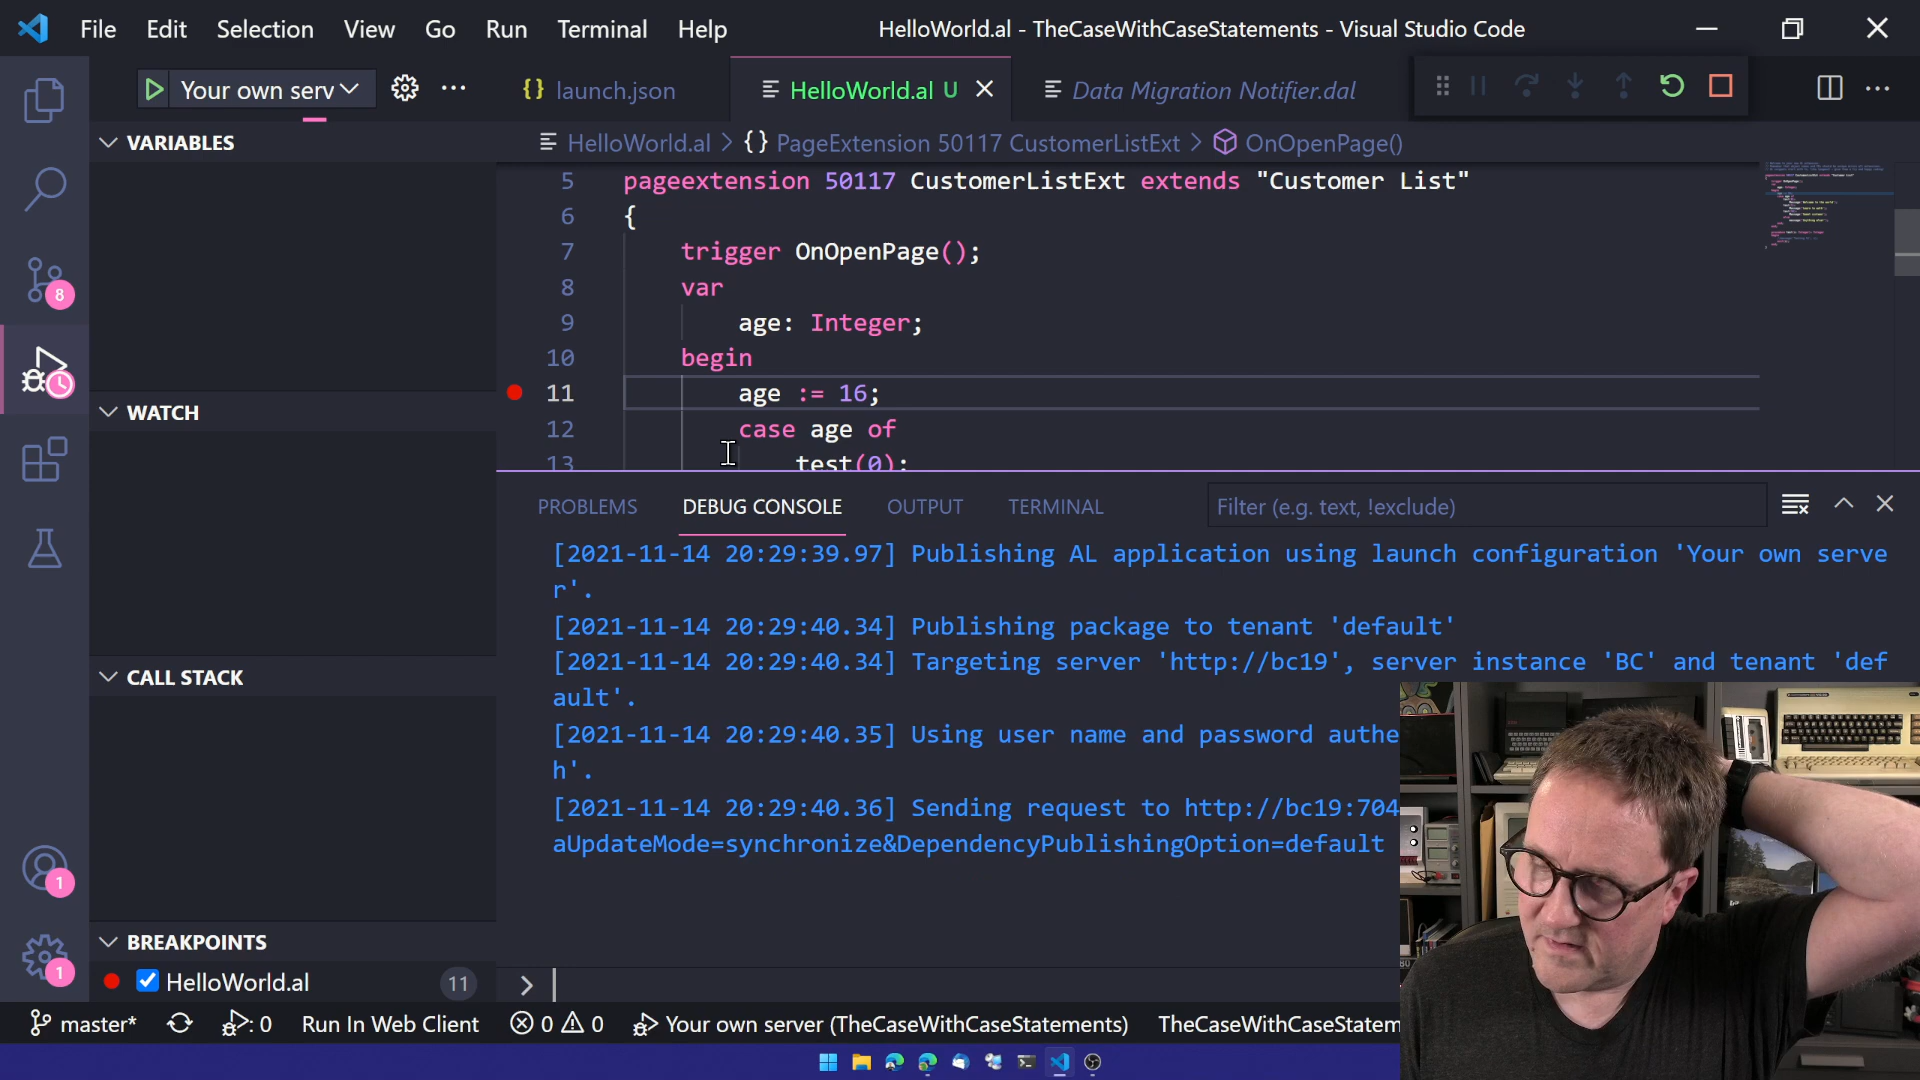 File Edit Selection View Go Run Terminal Help
HelloWorld.al - TheCaseWithCaseStatements - Visual Studio Code
Your own serv
{} launch.json
HelloWorld.al U
Data Migration Notifier.dal
HelloWorld.al > {} PageExtension 50117 CustomerListExt > OnOpenPage()
VARIABLES
WATCH
CALL STACK
BREAKPOINTS
HelloWorld.al 11
8
1
1
5 pageextension 50117 CustomerListExt extends "Customer List"
6 {
7 trigger OnOpenPage();
8 var
9 age: Integer;
10 begin
11 age := 16;
12 case age of
13 test(0):
PROBLEMS DEBUG CONSOLE OUTPUT TERMINAL
Filter (e.g. text, !exclude)
[2021-11-14 20:29:39.97] Publishing AL application using launch configuration 'Your own serve
r'.
[2021-11-14 20:29:40.34] Publishing package to tenant 'default'
[2021-11-14 20:29:40.34] Targeting server 'http://bc19', server instance 'BC' and tenant 'def
ault'.
[2021-11-14 20:29:40.35] Using user name and password authe
h'.
[2021-11-14 20:29:40.36] Sending request to http://bc19:704
aUpdateMode=synchronize&DependencyPublishingOption=default
>
master* : 0 Run In Web Client 0 0 Your own server (TheCaseWithCaseStatements) TheCaseWithCaseStatem